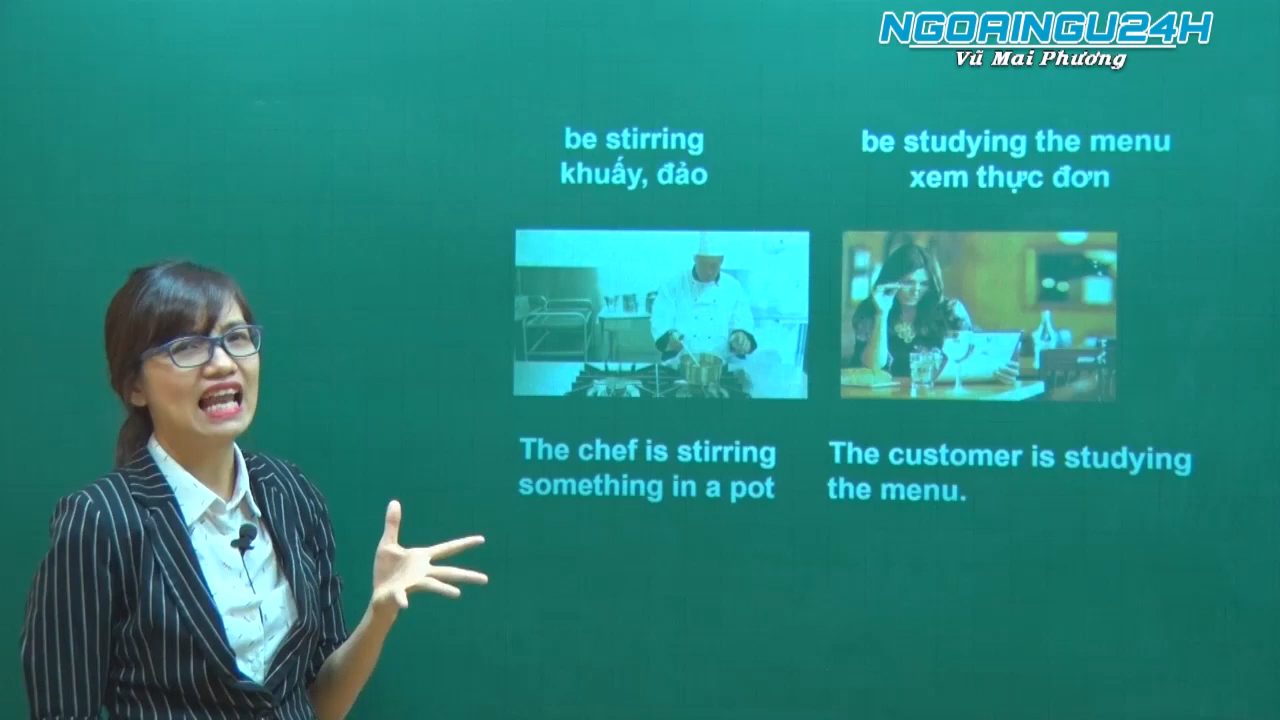 NGOAINGU24H
Vũ Mai Phương
be stirring
khuấy, đảo
be studying the menu
xem thực đơn
The chef is stirring
something in a pot
The customer is studying
the menu.